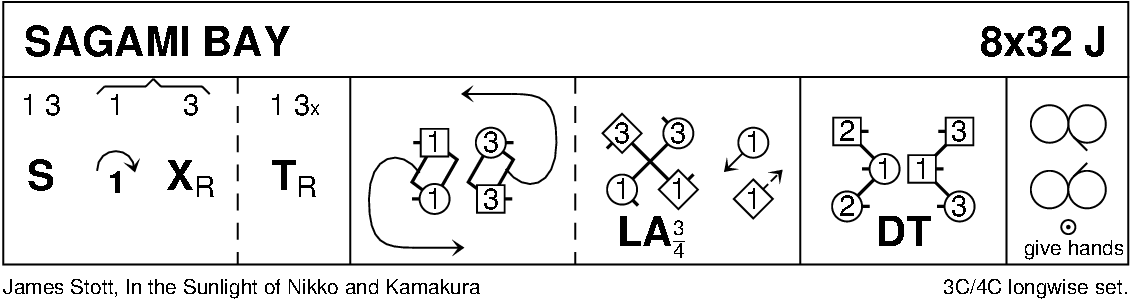 SAGAMI BAY 8x32 J
1 3 1 3 1 3x
S 1 XR TR
1 3
1 3
3 3 1
1 1 1
LA 3/4
2 3
1 1
2 3
DT
give hands
James Stott, In the Sunlight of Nikko and Kamakura 3C/4C longwise set.